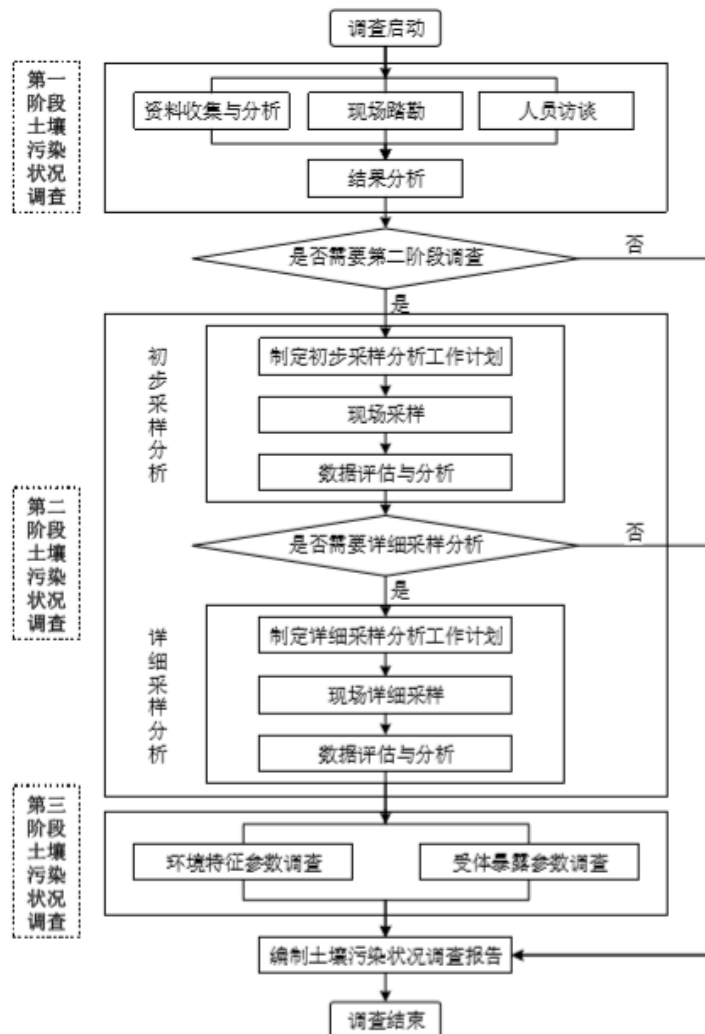 调查启动
第一
阶段
土壤
污染
状况
调查
资料收集与分析
现场踏勘
人员访谈
结果分析
是否需要第二阶段调查
否
是
初
步
采
样
分
析
制定初步采样分析工作计划
现场采样
数据评估与分析
第二
阶段
土壤
污染
状况
调查
是否需要详细采样分析
否
是
详
细
采
样
分
析
制定详细采样分析工作计划
现场详细采样
数据评估与分析
第三
阶段
土壤
污染
状况
调查
环境特征参数调查
受体暴露参数调查
编制土壤污染状况调查报告
调查结束